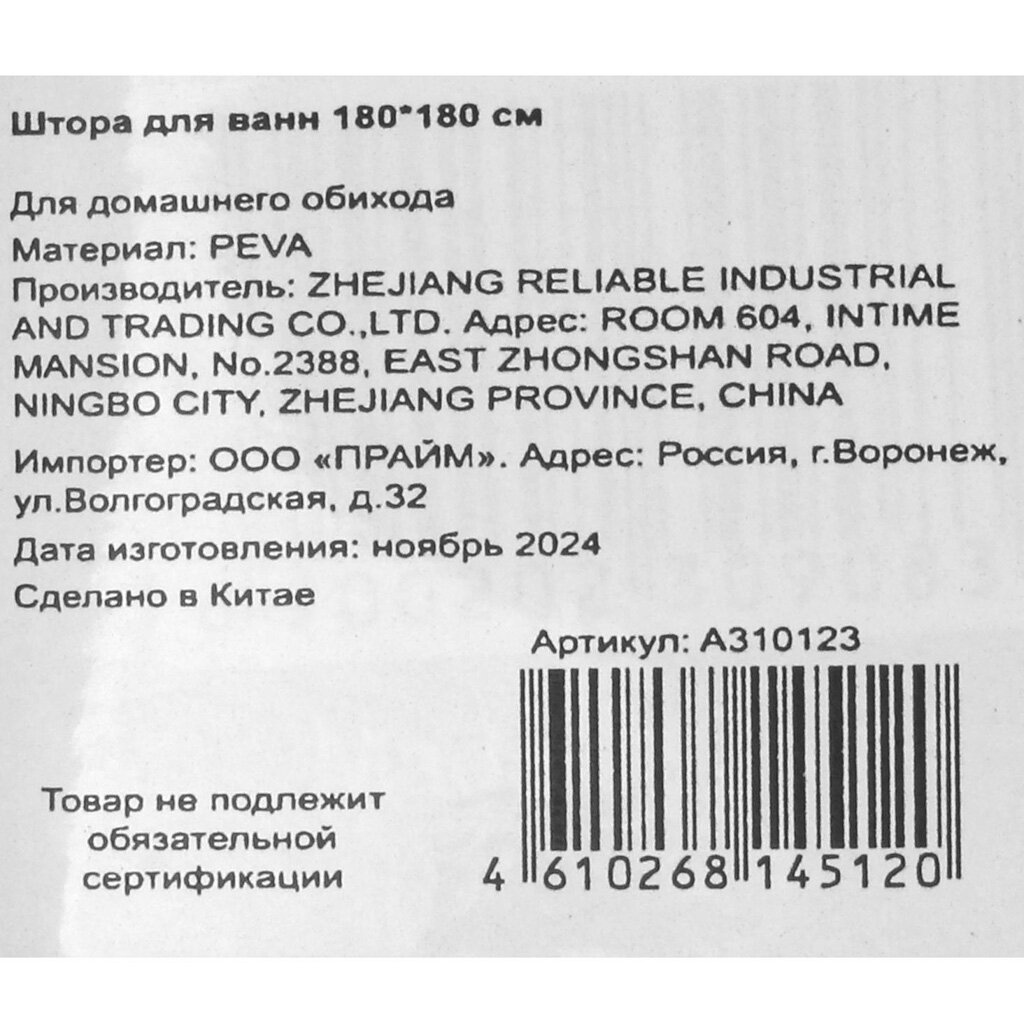 Штора для ванн 180*180 см
Для домашнего обихода
Материал: PEVA
Производитель: ZHEJIANG RELIABLE INDUSTRIAL
AND TRADING CO.,LTD. Адрес: ROOM 604, INTIME
MANSION, No.2388, EAST ZHONGSHAN ROAD,
NINGBO CITY, ZHEJIANG PROVINCE, CHINA
Импортер: ООО «ПРАЙМ». Адрес: Россия, г.Воронеж,
ул.Волгоградская, д.32
Дата изготовления: ноябрь 2024
Сделано в Китае
Артикул: A310123
Товар не подлежит
обязательной
сертификации
4 610268 145120